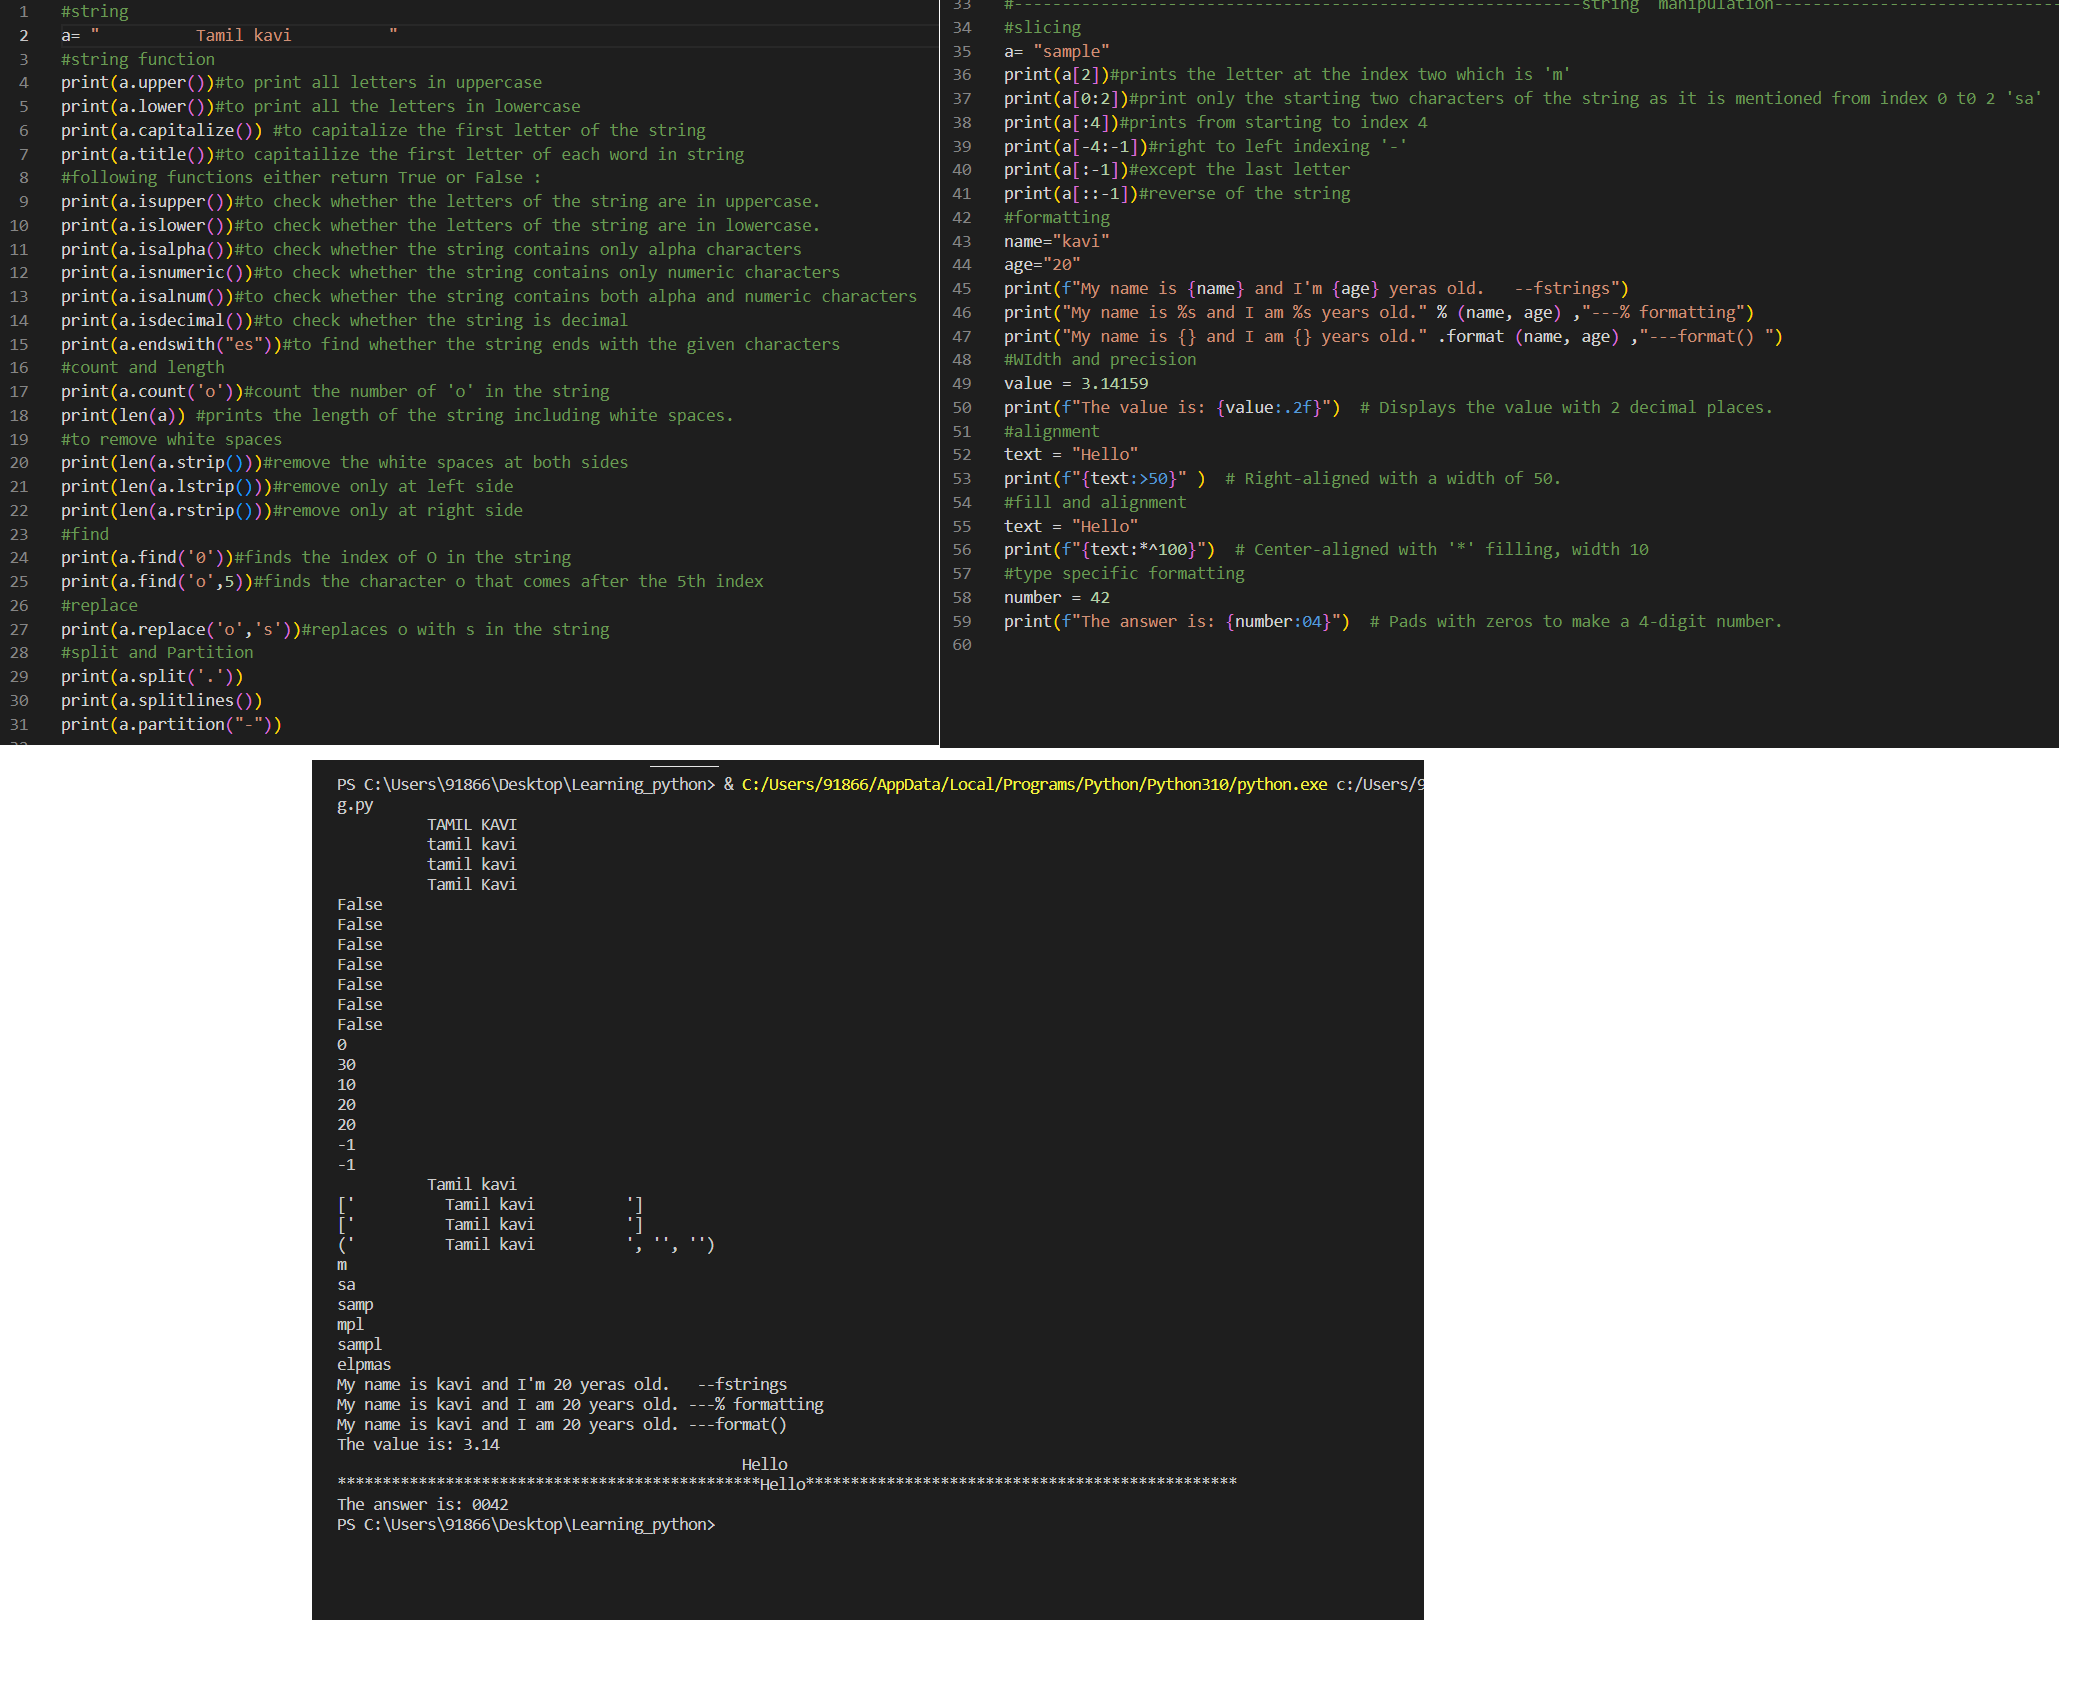 1 #string
2 a= "          Tamil kavi          "
3 #string function
4 print(a.upper())#to print all letters in uppercase
5 print(a.lower())#to print all the letters in lowercase
6 print(a.capitalize()) #to capitalize the first letter of the string
7 print(a.title())#to capitailize the first letter of each word in string
8 #following functions either return True or False :
9 print(a.isupper())#to check whether the letters of the string are in uppercase.
10 print(a.islower())#to check whether the letters of the string are in lowercase.
11 print(a.isalpha())#to check whether the string contains only alpha characters
12 print(a.isnumeric())#to check whether the string contains only numeric characters
13 print(a.isalnum())#to check whether the string contains both alpha and numeric characters
14 print(a.isdecimal())#to check whether the string is decimal
15 print(a.endswith("es"))#to find whether the string ends with the given characters
16 #count and length
17 print(a.count('o'))#count the number of 'o' in the string
18 print(len(a)) #prints the length of the string including white spaces.
19 #to remove white spaces
20 print(len(a.strip()))#remove the white spaces at both sides
21 print(len(a.lstrip()))#remove only at left side
22 print(len(a.rstrip()))#remove only at right side
23 #find
24 print(a.find('0'))#finds the index of O in the string
25 print(a.find('o',5))#finds the character o that comes after the 5th index
26 #replace
27 print(a.replace('o','s'))#replaces o with s in the string
28 #split and Partition
29 print(a.split('.'))
30 print(a.splitlines())
31 print(a.partition("-"))
32
33 #-----------------------------------------------------------string  manipulation------------------------------
34 #slicing
35 a= "sample"
36 print(a[2])#prints the letter at the index two which is 'm'
37 print(a[0:2])#print only the starting two characters of the string as it is mentioned from index 0 t0 2 'sa'
38 print(a[:4])#prints from starting to index 4
39 print(a[-4:-1])#right to left indexing '-'
40 print(a[:-1])#except the last letter
41 print(a[::-1])#reverse of the string
42 #formatting
43 name="kavi"
44 age="20"
45 print(f"My name is {name} and I'm {age} yeras old.   --fstrings")
46 print("My name is %s and I am %s years old." % (name, age) ,"---% formatting")
47 print("My name is {} and I am {} years old." .format (name, age) ,"---format() ")
48 #WIdth and precision
49 value = 3.14159
50 print(f"The value is: {value:.2f}")  # Displays the value with 2 decimal places.
51 #alignment
52 text = "Hello"
53 print(f"{text:>50}" )  # Right-aligned with a width of 50.
54 #fill and alignment
55 text = "Hello"
56 print(f"{text:*^100}")  # Center-aligned with '*' filling, width 10
57 #type specific formatting
58 number = 42
59 print(f"The answer is: {number:04}")  # Pads with zeros to make a 4-digit number.
60
PS C:\Users\91866\Desktop\Learning_python> & C:/Users/91866/AppData/Local/Programs/Python/Python310/python.exe c:/Users/9
g.py
          TAMIL KAVI
          tamil kavi
          tamil kavi
          Tamil Kavi
False
False
False
False
False
False
False
0
30
10
20
20
-1
-1
          Tamil kavi
['          Tamil kavi          ']
['          Tamil kavi          ']
('          Tamil kavi          ', '', '')
m
sa
samp
mpl
sampl
elpmas
My name is kavi and I'm 20 yeras old.   --fstrings
My name is kavi and I am 20 years old. ---% formatting
My name is kavi and I am 20 years old. ---format()
The value is: 3.14
                                             Hello
***********************************************Hello************************************************
The answer is: 0042
PS C:\Users\91866\Desktop\Learning_python>